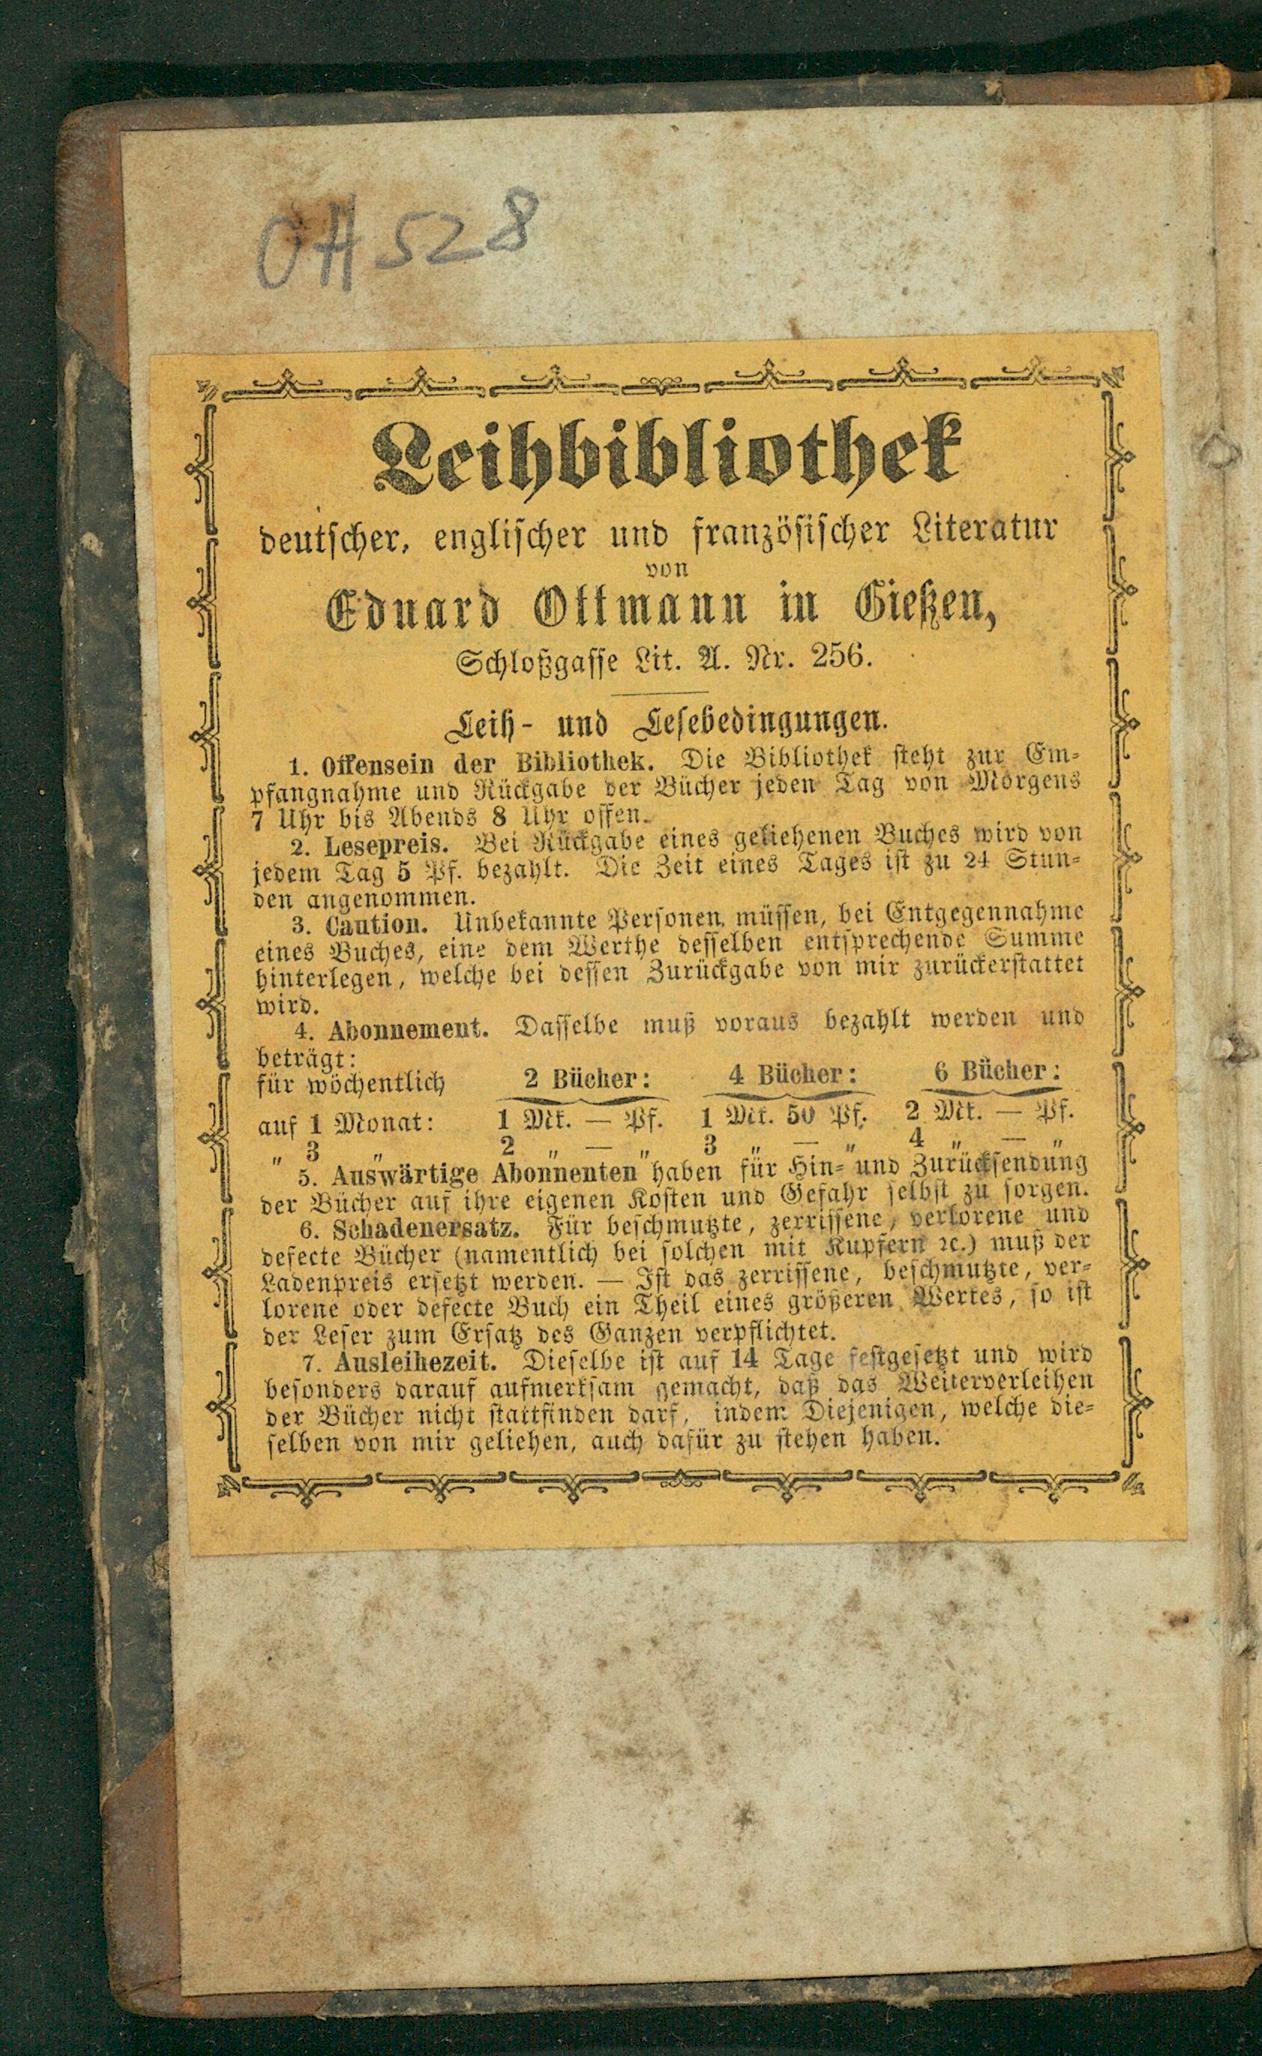 OH 528
Leihbibliothek
deutscher, englischer und französischer Literatur
von
Eduard Ottmann in Gießen,
Schloßgasse Lit. A. Nr. 256.
Leih- und Lesebedingungen.
1. Offensein der Bibliothek. Die Bibliothek steht zur Em-
pfangnahme und Rückgabe der Bücher jeden Tag von Morgens
7 Uhr bis Abends 8 Uhr offen.
2. Lesepreis. Bei Rückgabe eines geliehenen Buches wird von
jedem Tag 5 Pf. bezahlt. Die Zeit eines Tages ist zu 24 Stun-
den angenommen.
3. Caution. Unbekannte Personen müssen, bei Entgegennahme
eines Buches, eine dem Werthe desselben entsprechende Summe
hinterlegen, welche bei dessen Zurückgabe von mir zurückerstattet
wird.
4. Abonnement. Dasselbe muß voraus bezahlt werden und
beträgt:
für wöchentlich 2 Bücher: 4 Bücher: 6 Bücher:
auf 1 Monat: 1 Mk. — Pf. 1 Mk. 50 Pf. 2 Mk. — Pf.
„ 3 „ 2 „ — „ 3 „ — „ 4 „ — „
5. Auswärtige Abonnenten haben für Hin- und Zurücksendung
der Bücher auf ihre eigenen Kosten und Gefahr selbst zu sorgen.
6. Schadenersatz. Für beschmutzte, zerrissene, verlorene und
defecte Bücher (namentlich bei solchen mit Kupfern ꝛc.) muß der
Ladenpreis ersetzt werden. — Ist das zerrissene, beschmutzte, ver-
lorene oder defecte Buch ein Theil eines größeren Wertes, so ist
der Leser zum Ersatz des Ganzen verpflichtet.
7. Ausleihezeit. Dieselbe ist auf 14 Tage festgesetzt und wird
besonders darauf aufmerksam gemacht, daß das Weiterverleihen
der Bücher nicht stattfinden darf, indem Diejenigen, welche die-
selben von mir geliehen, auch dafür zu stehen haben.